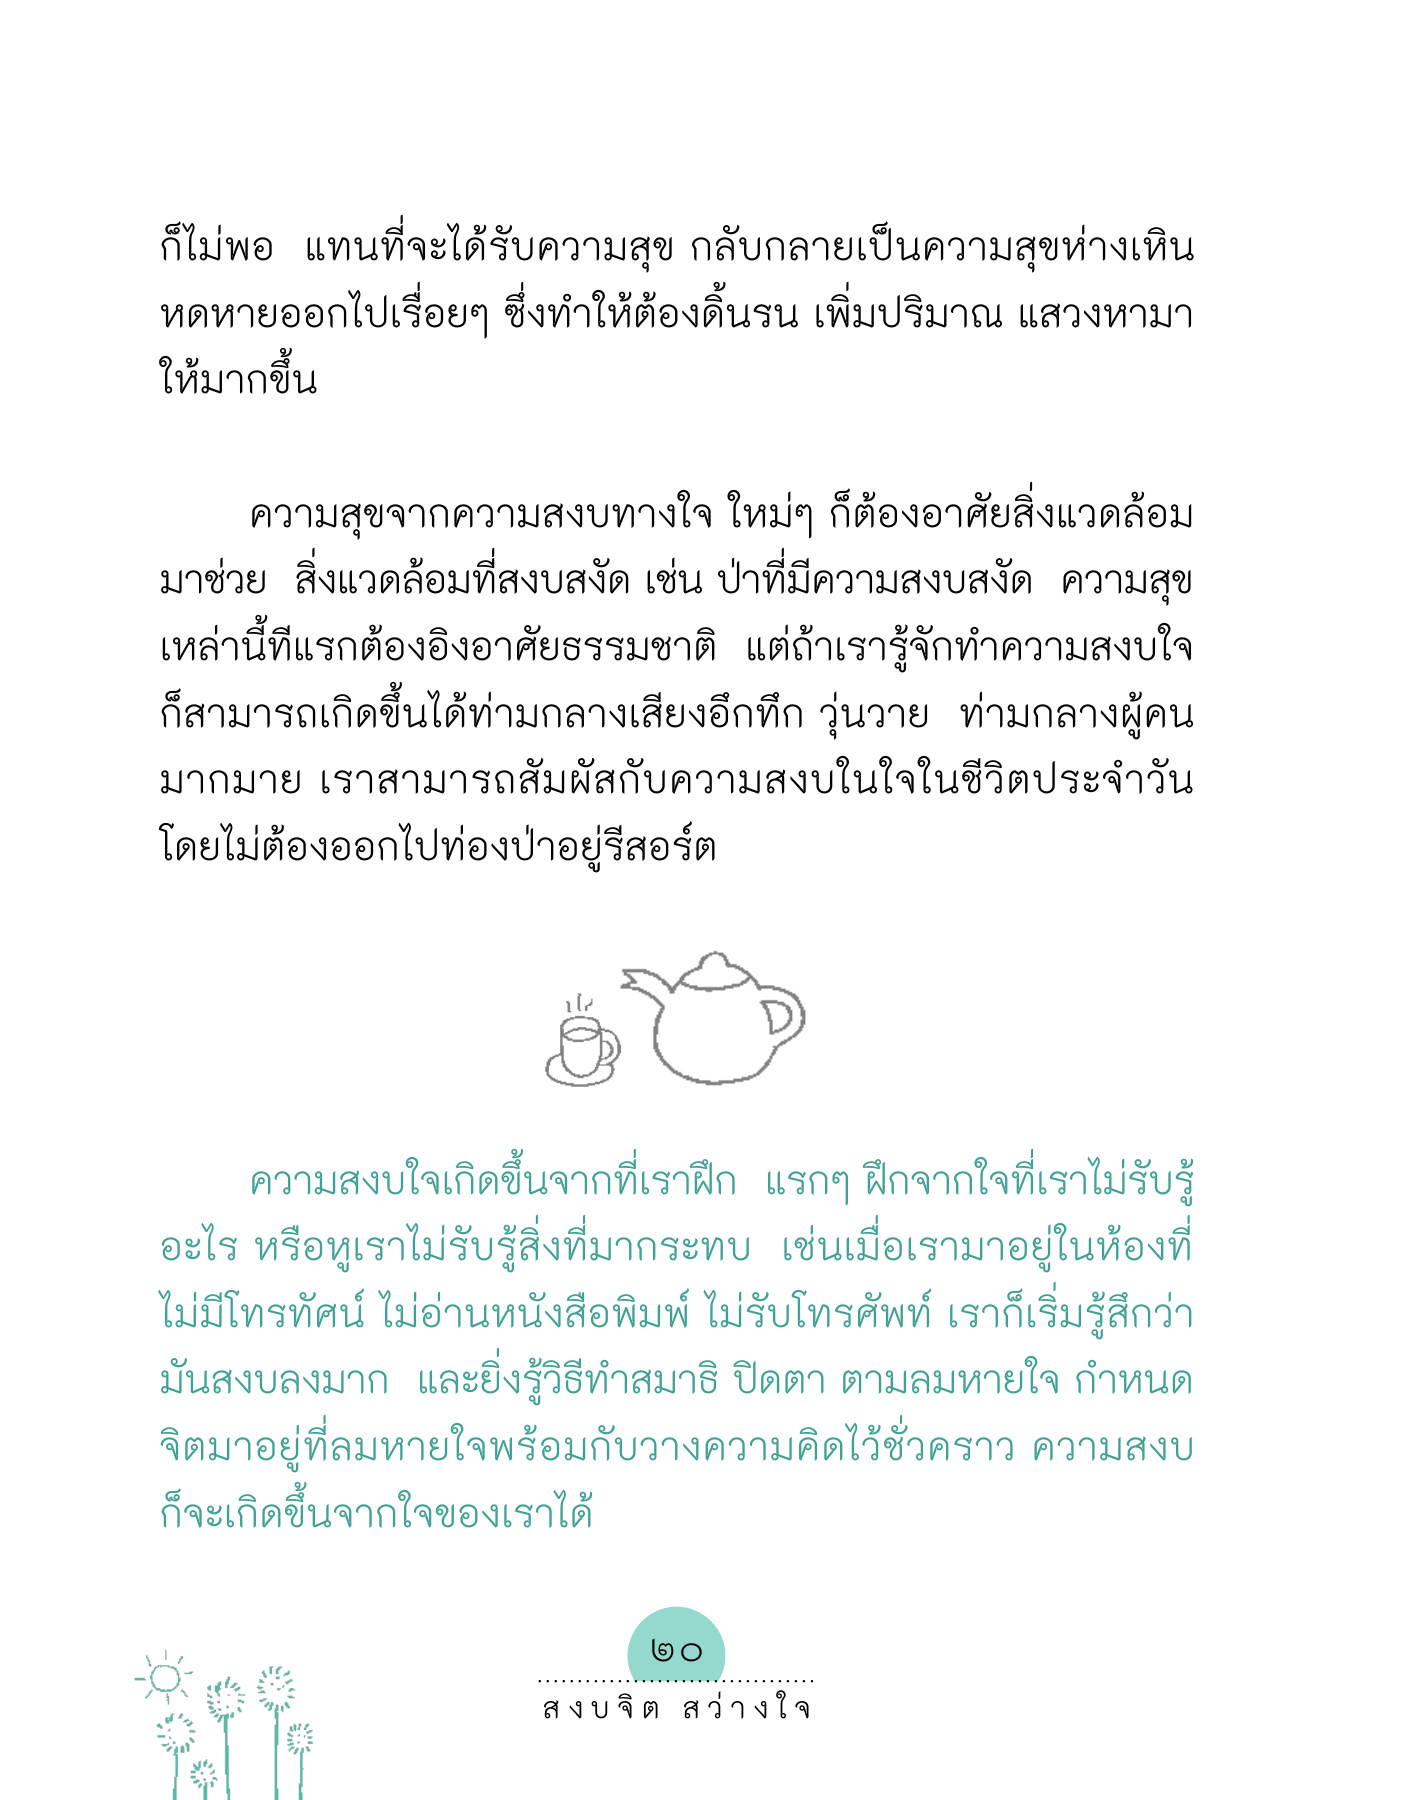 ก็ไม่พอ แทนที่จะได้รับความสุข กลับกลายเป็นความสุขห่างเหิน
หดหายออกไปเรื่อยๆ ซึ่งทำให้ต้องดิ้นรน เพิ่มปริมาณ แสวงหามา
ให้มากขึ้น
ความสุขจากความสงบทางใจ ใหม่ๆ ก็ต้องอาศัยสิ่งแวดล้อม
มาช่วย สิ่งแวดล้อมที่สงบสงัด เช่น ป่าที่มีความสงบสงัด ความสุข
เหล่านี้ทีแรกต้องอิงอาศัยธรรมชาติ แต่ถ้าเรารู้จักทำความสงบใจ
ก็สามารถเกิดขึ้นได้ท่ามกลางเสียงอึกทึก วุ่นวาย ท่ามกลางผู้คน
มากมาย เราสามารถสัมผัสกับความสงบในใจในชีวิตประจำวัน
โดยไม่ต้องออกไปท่องป่าอยู่รีสอร์ต
ความสงบใจเกิดขึ้นจากที่เราฝึก แรกๆ ฝึกจากใจที่เราไม่รับรู้
อะไร หรือหูเราไม่รับรู้สิ่งที่มากระทบ เช่นเมื่อเรามาอยู่ในห้องที่
ไม่มีโทรทัศน์ ไม่อ่านหนังสือพิมพ์ ไม่รับโทรศัพท์ เราก็เริ่มรู้สึกว่า
มันสงบลงมาก และยิ่งรู้วิธีทำสมาธิ ปิดตา ตามลมหายใจ กำหนด
จิตมาอยู่ที่ลมหายใจพร้อมกับวางความคิดไว้ชั่วคราว ความสงบ
ก็จะเกิดขึ้นจากใจของเราได้
๒๐
สงบจิต สว่างใจ